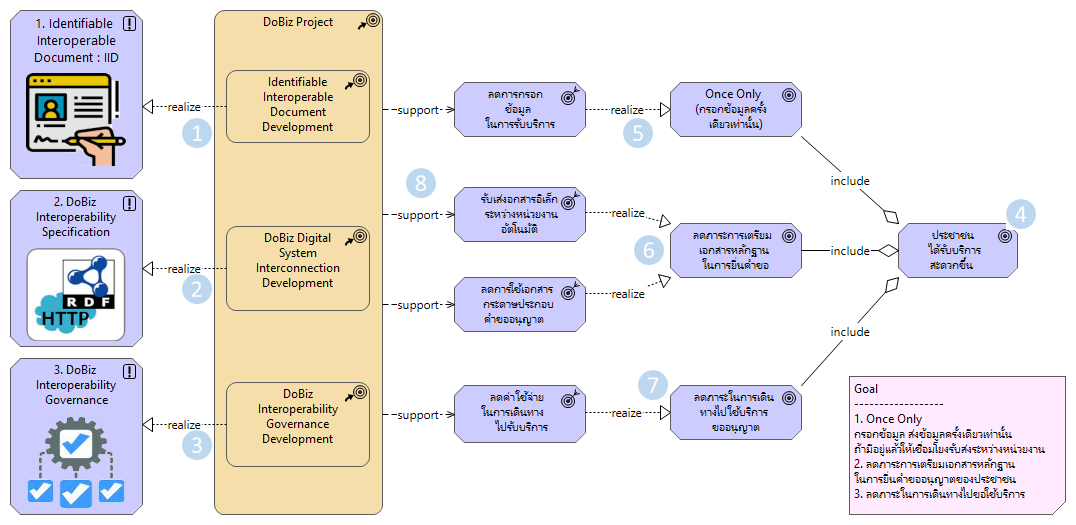 1. Identifiable
Interoperable
Document : IID
realize
1
2. DoBiz
Interoperability
Specification
RDF
HTTP
realize
2
3. DoBiz
Interoperability
Governance
realize
3
DoBiz Project
Identifiable
Interoperable
Document
Development
DoBiz Digital
System
Interconnection
Development
DoBiz
Interoperability
Governance
Development
support
8
support
support
support
ลดการกรอก
ข้อมูล
ในการรับบริการ
รับเส่งอกสารอิเล็ก
ระหว่างหน่วยงาน
อัตโนมัติ
ลดการใช้เอกสาร
กระดาษประกอบ
คำขออนุญาต
ลดค่าใช้จ่าย
ในการเดินทาง
ไปรับบริการ
realize
5
realize
6
realize
7
reaize
Once Only
(กรอกข้อมูลครั้ง
เดียวเท่านั้น)
ลดภาระการเตรียม
เอกสารหลักฐาน
ในการยื่นคำขอ
ลดภาระในการเดิน
ทางไปใช้บริการ
ขออนุญาต
include
include
include
4
ประชาชน
ได้รับบริการ
สะดวกขึ้น
Goal
------------------
1. Once Only
กรอกข้อมูล ส่งข้อมูลครั้งเดียวเท่านั้น
ถ้ามีอยู่แล้วให้เชื่อมโยงรับส่งระหว่างหน่วยงาน
2. ลดภาระการเตรียมเอกสารหลักฐาน
ในการยื่นคำขออนุญาตของประชาชน
3. ลดภาระในการเดินทางไปขอใช้บริการ